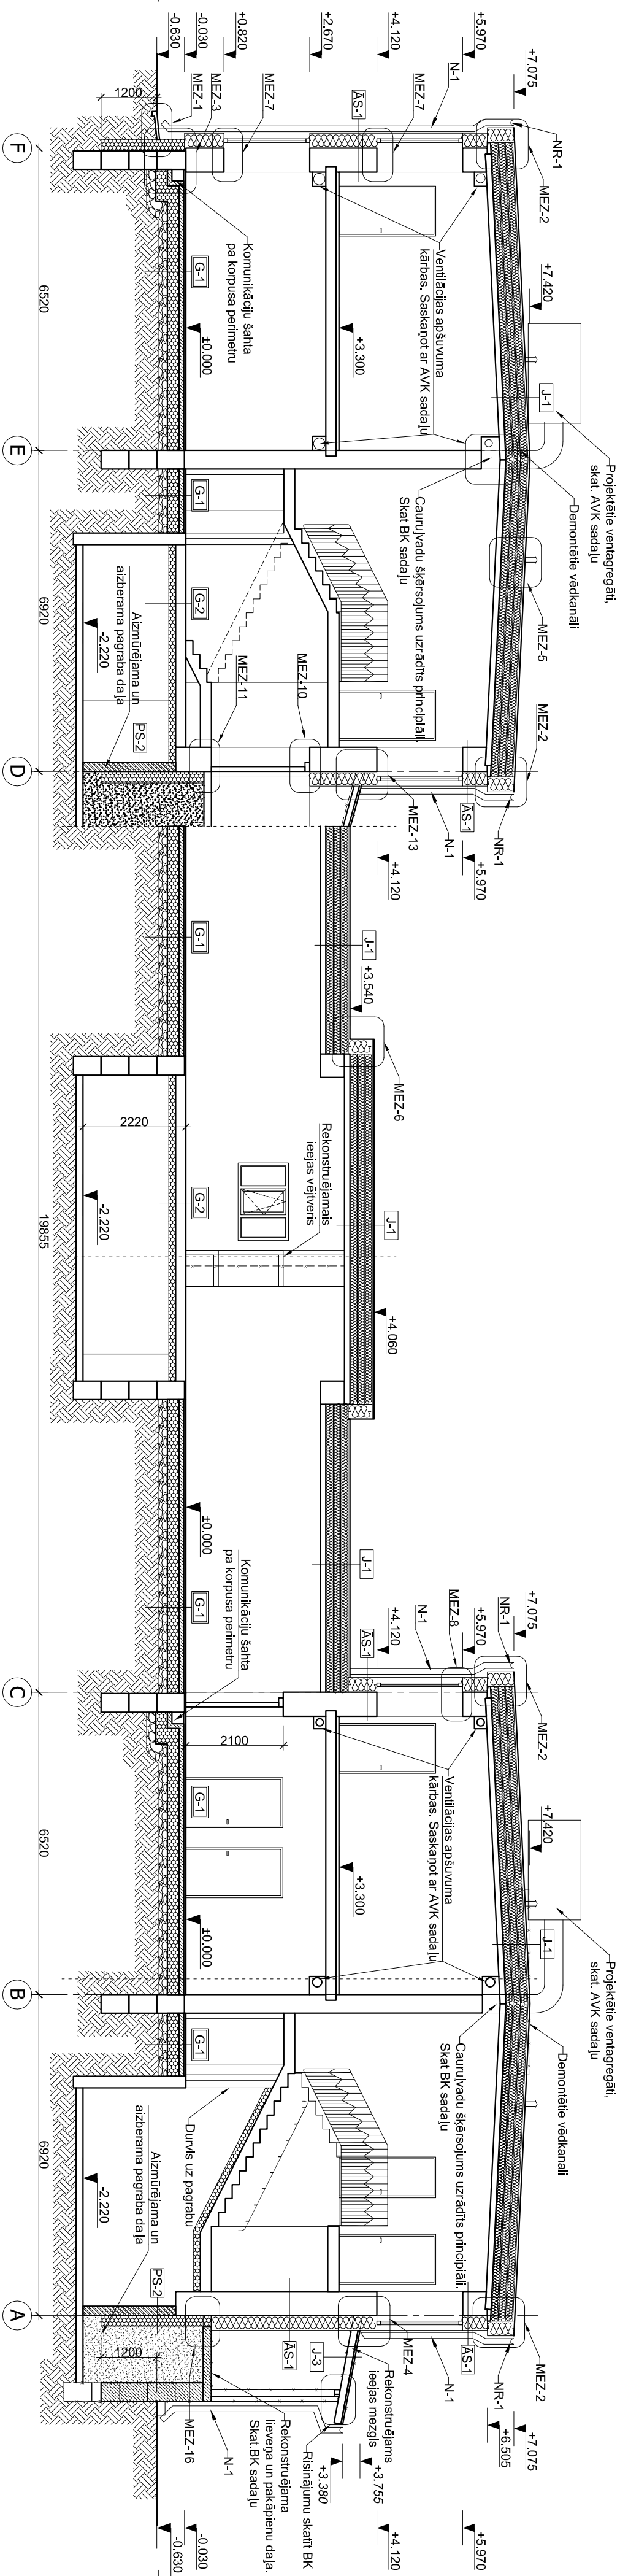 +7.075
+5.970
+4.120
+2.670
+0.820
-0.030
-0.630
1200
N-1
NR-1
MEZ-2
MEZ-7
ĀS-1
MEZ-7
MEZ-3
MEZ-1
F
+7.420
J-1
Projektētie ventagregāti,
skat. AVK sadaļu
Demontētie vēdkanāli
Ventilācijas apšuvuma
kārbas. Saskaņot ar AVK sadaļu
+3.300
±0.000
Komunikāciju šahta
pa korpusa perimetru
G-1
6520
E
Cauruļvadu šķērsojums uzrādīts principiāli.
Skat BK sadaļu
MEZ-5
MEZ-2
G-1
G-2
MEZ-10
MEZ-11
-2.220
Aizmūrējama un
aizberama pagraba daļa
PS-2
6920
D
NR-1
ĀS-1
N-1
MEZ-13
+5.970
+4.120
J-1
+3.540
MEZ-6
G-1
2220
-2.220
G-2
Rekonstruējamais
ieejas vējtveris
J-1
+4.060
19855
±0.000
J-1
G-1
Komunikāciju šahta
pa korpusa perimetru
+7.075
+5.970
+4.120
NR-1
MEZ-8
N-1
ĀS-1
MEZ-2
C
2100
G-1
+7.420
J-1
Projektētie ventagregāti,
skat. AVK sadaļu
Demontētie vēdkanali
Ventilācijas apšuvuma
kārbas. Saskaņot ar AVK sadaļu
+3.300
±0.000
6520
B
Cauruļvadu šķērsojums uzrādīts principiāli.
Skat BK sadaļu
G-1
Durvis uz pagrabu
-2.220
Aizmūrējama un
aizberama pagraba daļa
PS-2
6920
A
1200
MEZ-2
NR-1
ĀS-1
N-1
MEZ-4
ĀS-1
J-3
Rekonstruējams
ieejas mezgls
Risinājumu skatīt BK
Rekonstruējama
lieveņa un pakāpienu daļa.
Skat.BK sadaļu
MEZ-16
N-1
+7.075
+6.505
+5.970
+4.120
+3.755
+3.380
-0.030
-0.630